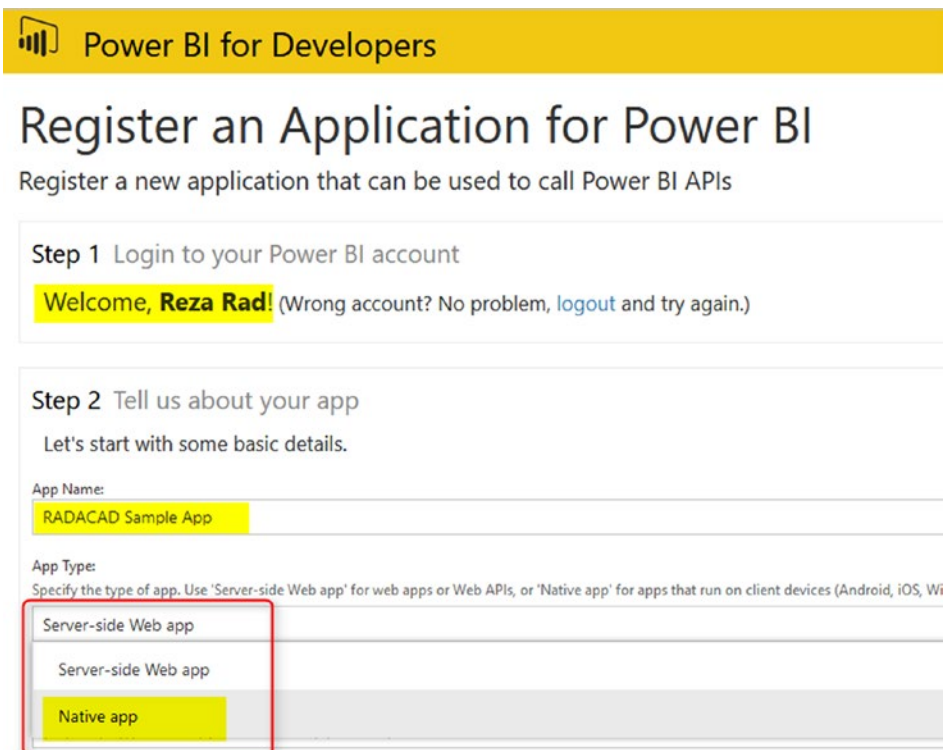 Power BI for Developers
Register an Application for Power BI
Register a new application that can be used to call Power BI APIs
Step 1 Login to your Power BI account
Welcome, Reza Rad! (Wrong account? No problem, logout and try again.)
Step 2 Tell us about your app
Let's start with some basic details.
App Name:
RADACAD Sample App
App Type:
Specify the type of app. Use 'Server-side Web app' for web apps or Web APIs, or 'Native app' for apps that run on client devices (Android, iOS, Wi
Server-side Web app
Server-side Web app
Native app